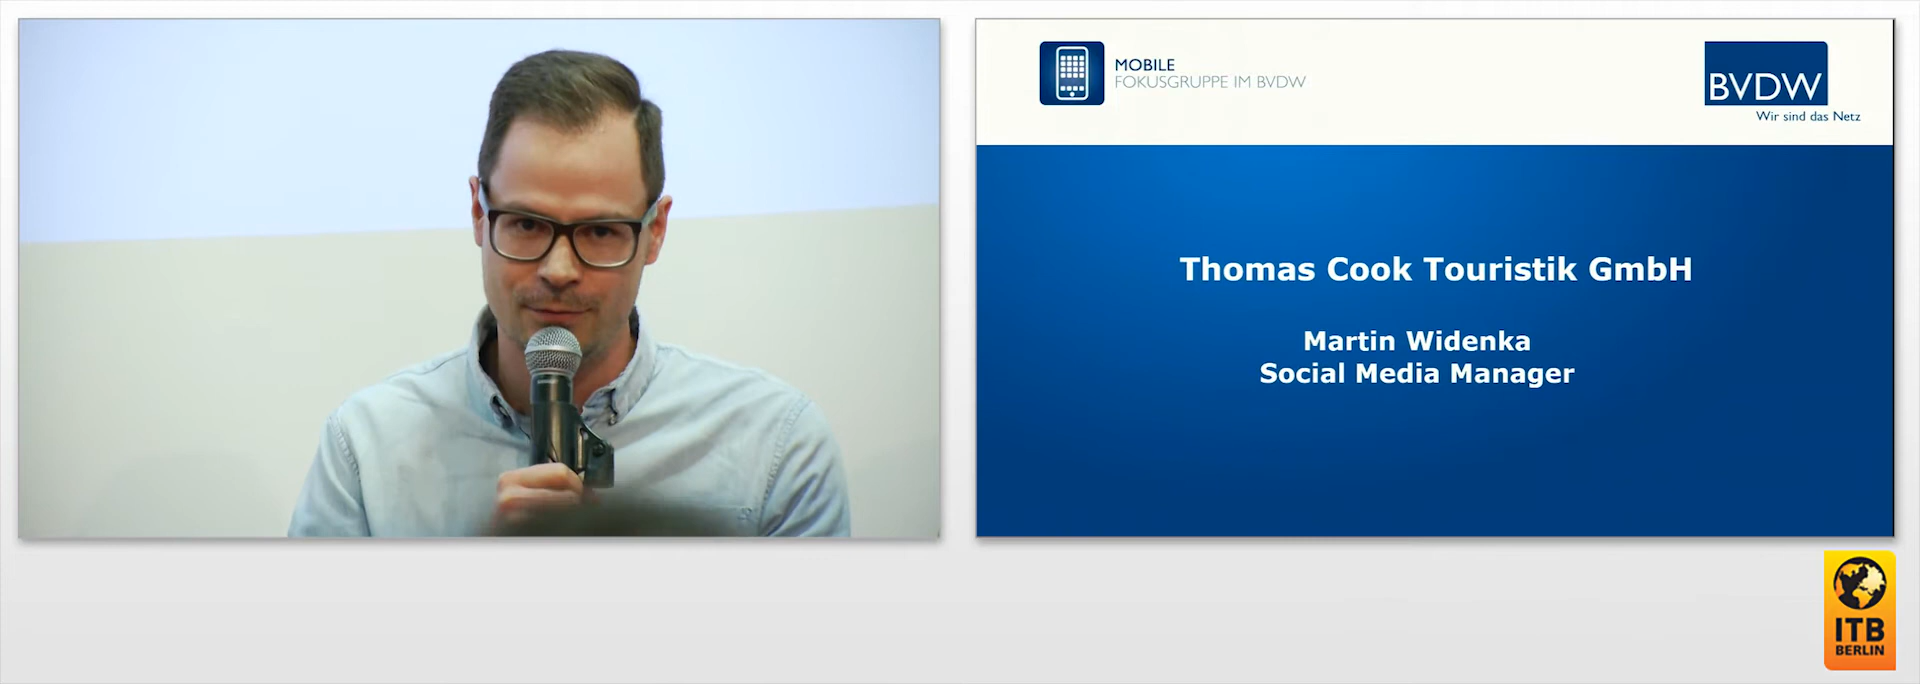 MOBILE
FOKUSGRUPPE IM BVDW
BVDW
Wir sind das Netz
Thomas Cook Touristik GmbH
Martin Widenka
Social Media Manager
ITB
BERLIN